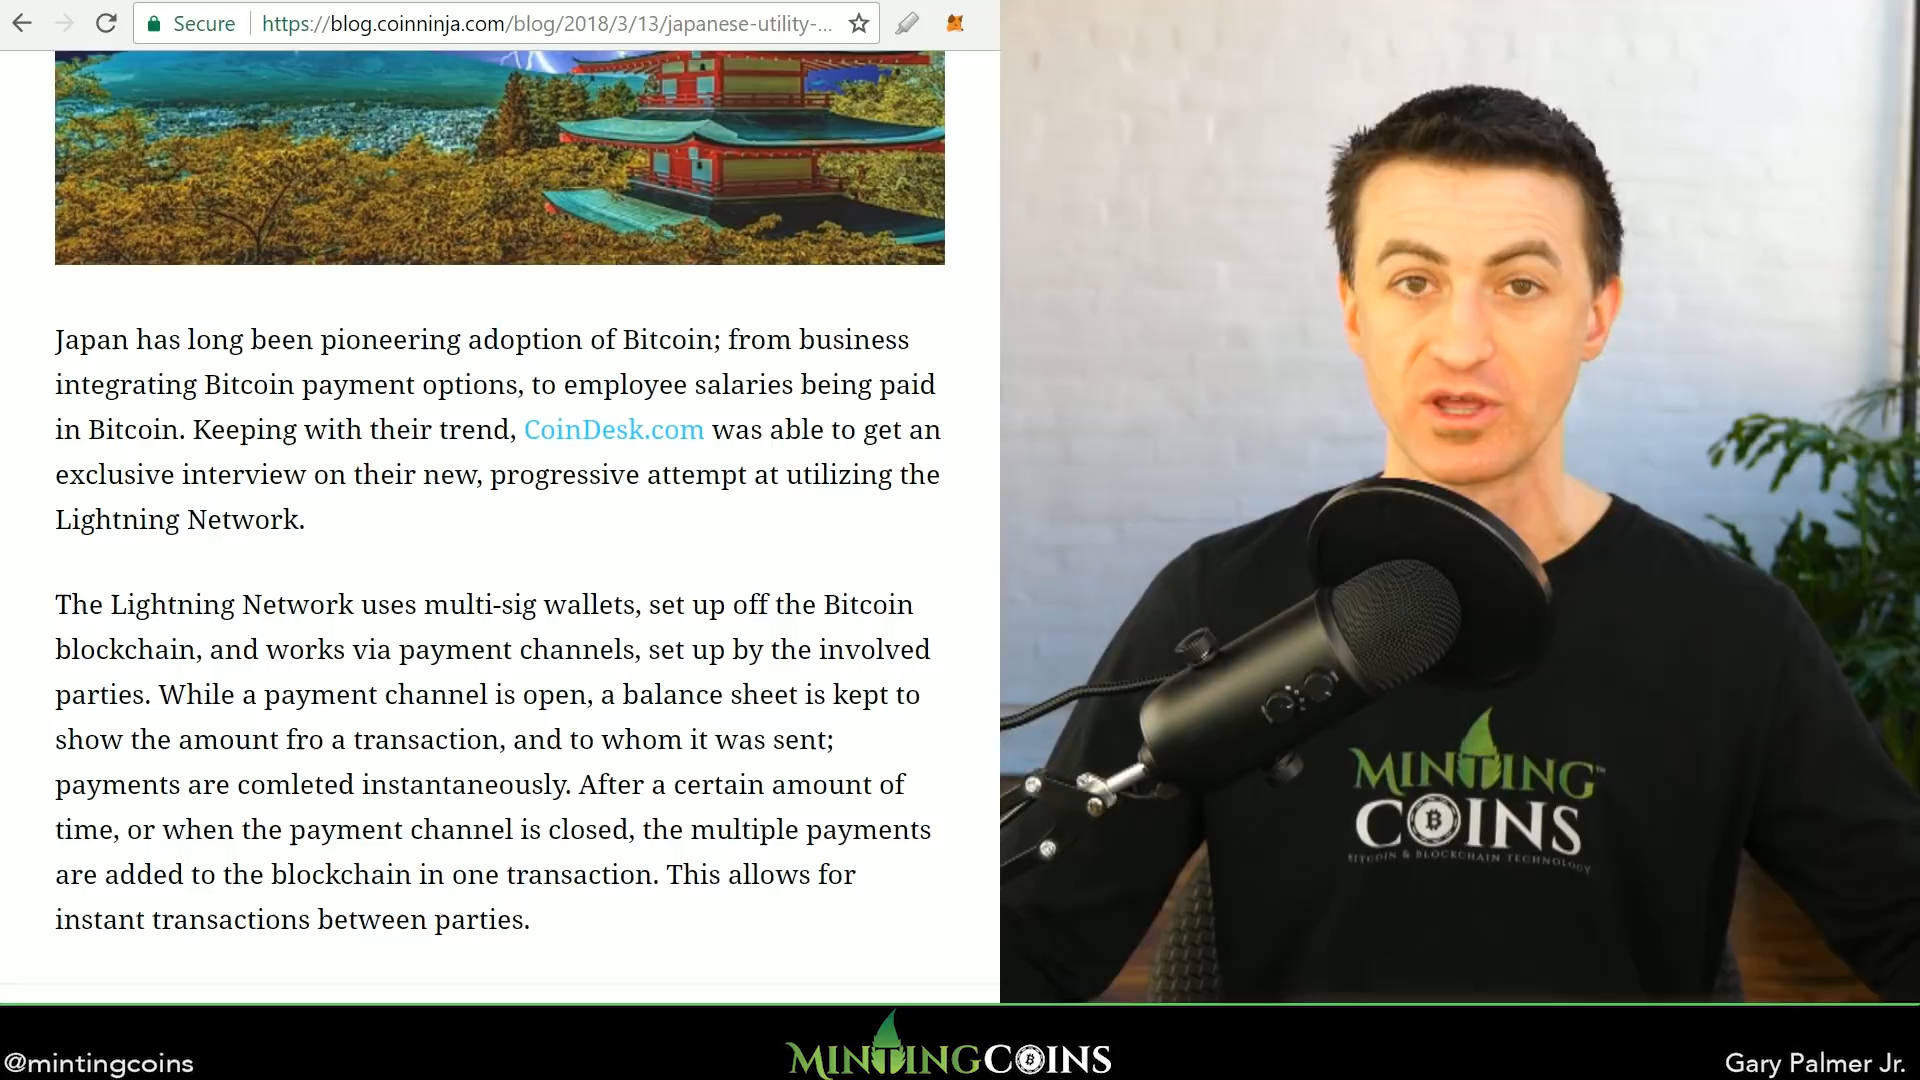 Secure https://blog.coinninja.com/blog/2018/3/13/japanese-utility-...
Japan has long been pioneering adoption of Bitcoin; from business
integrating Bitcoin payment options, to employee salaries being paid
in Bitcoin. Keeping with their trend, CoinDesk.com was able to get an
exclusive interview on their new, progressive attempt at utilizing the
Lightning Network.
The Lightning Network uses multi-sig wallets, set up off the Bitcoin
blockchain, and works via payment channels, set up by the involved
parties. While a payment channel is open, a balance sheet is kept to
show the amount fro a transaction, and to whom it was sent;
payments are comleted instantaneously. After a certain amount of
time, or when the payment channel is closed, the multiple payments
are added to the blockchain in one transaction. This allows for
instant transactions between parties.
MINTING™
COINS
BITCOIN & BLOCKCHAIN TECHNOLOGY
@mintingcoins
MINTINGCOINS
Gary Palmer Jr.